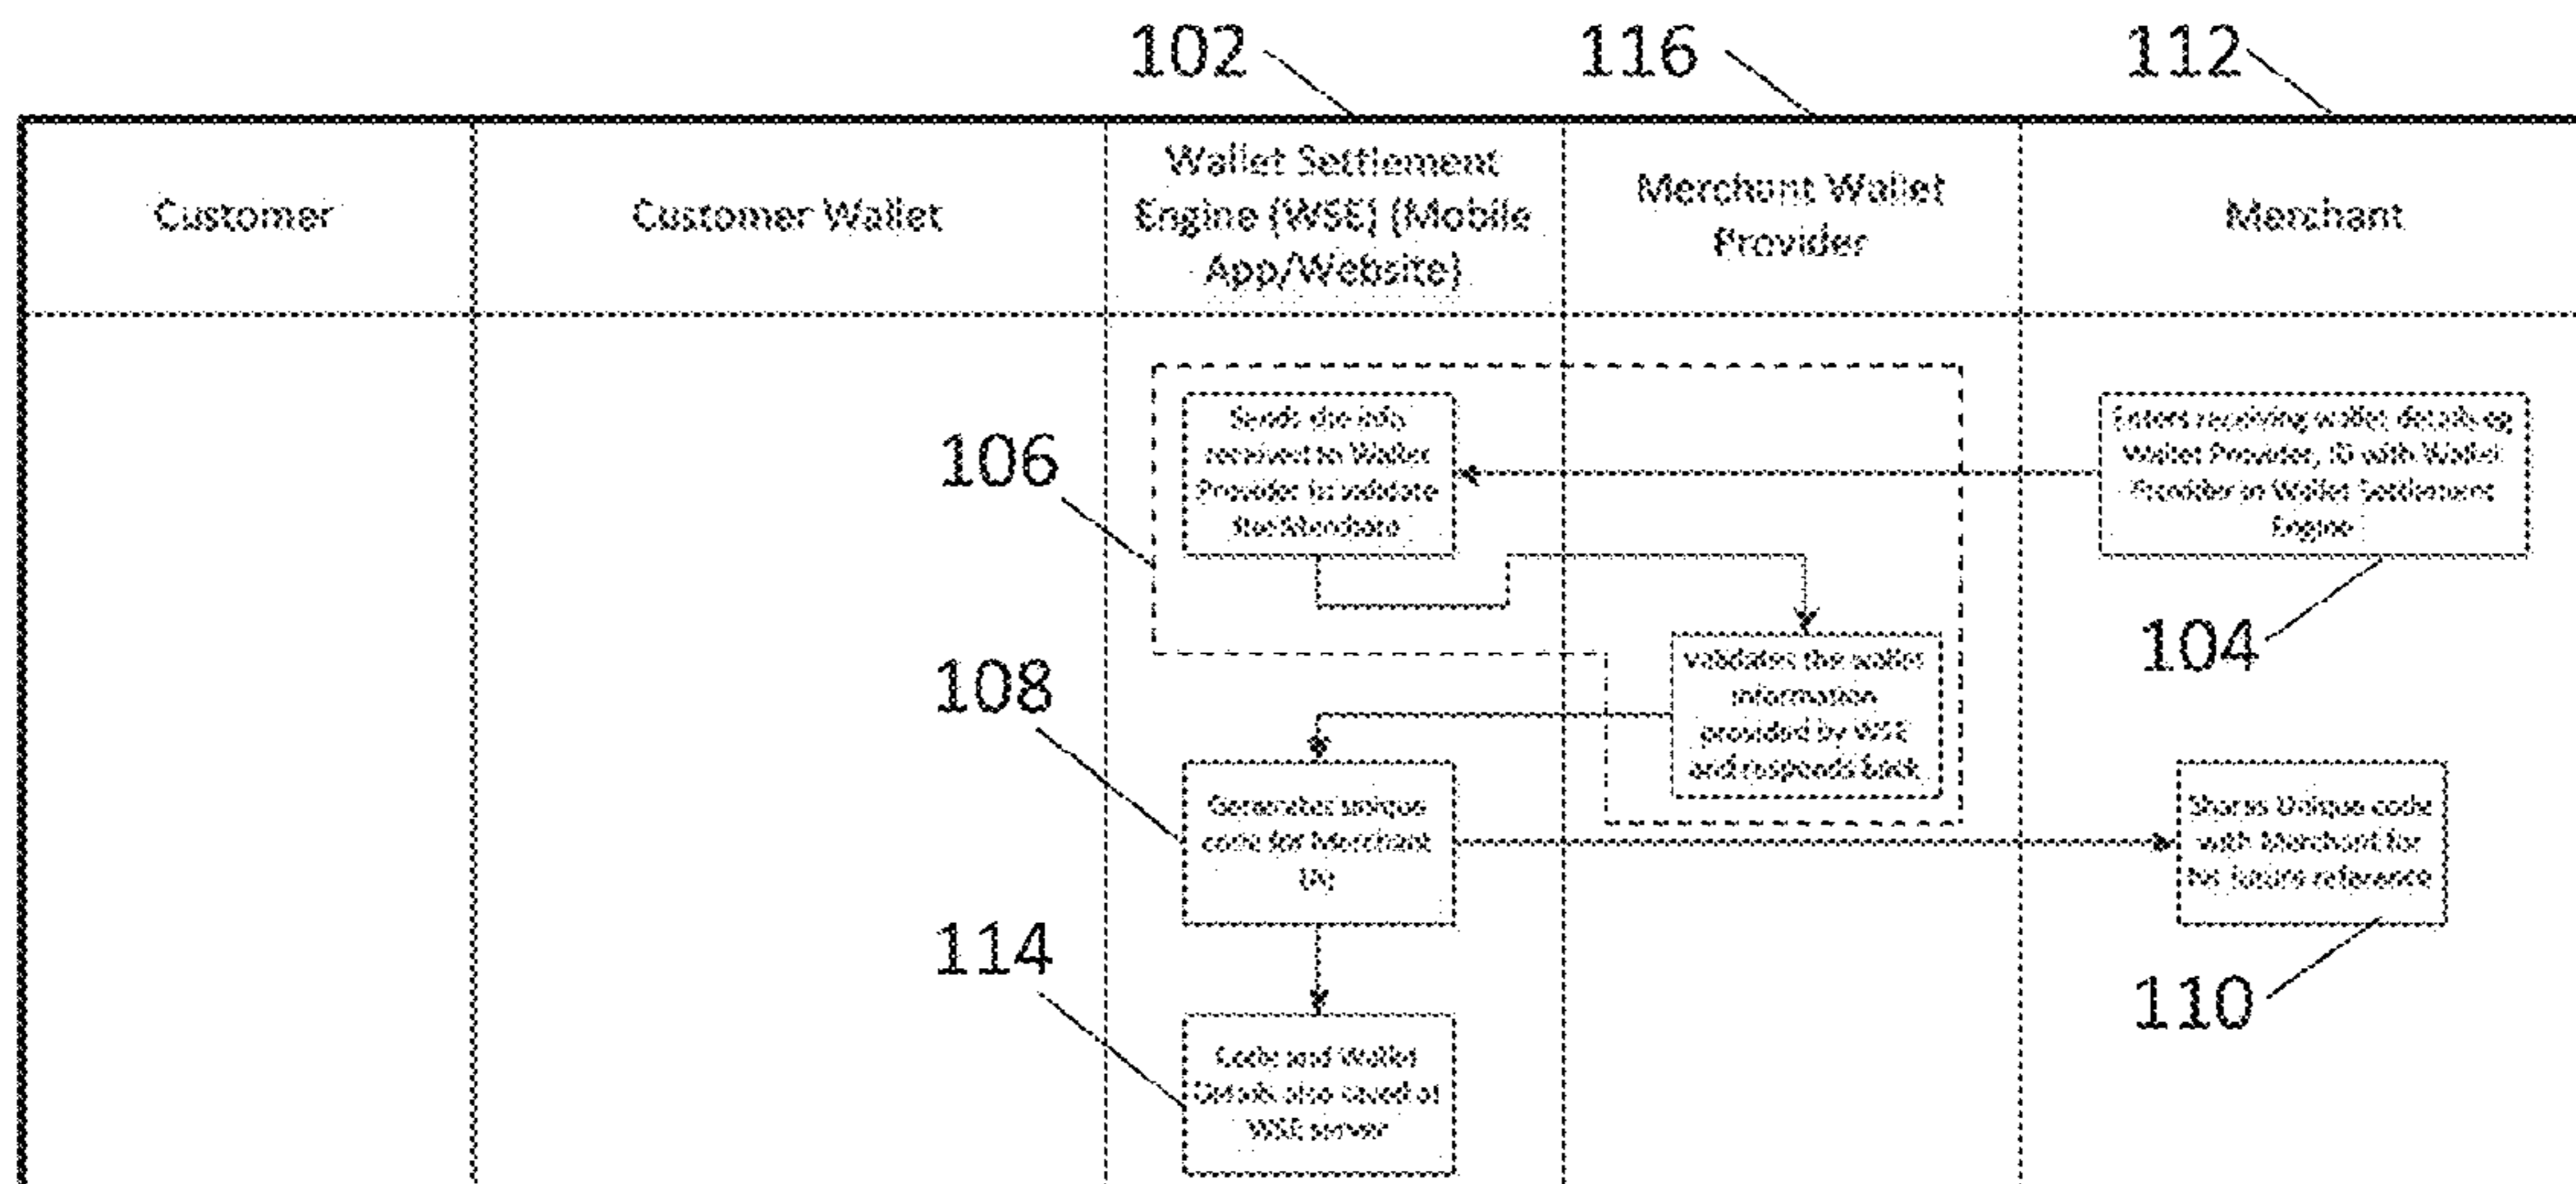 102
116
112
Customer
Customer Wallet
Wallet Settlement
Engine (WSE) (Mobile
App/Website)
Merchant Wallet
Provider
Merchant
106
Sends the info
received to Wallet
Provider to validate
the Merchant
Enters receiving wallet details eg
Wallet Provider, ID with Wallet
Provider in Wallet Settlement
Engine
104
Validates the wallet
information
provided by WSE
and responds back
108
Generates unique
code for Merchant
Shares Unique code
with Merchant for
his future reference
110
114
Code and Wallet
Details also saved at
WSE server